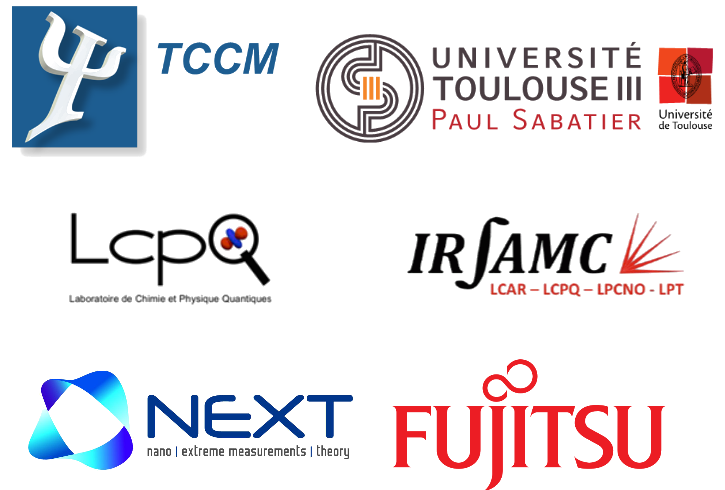 TCCM
UNIVERSITÉ
TOULOUSE III
PAUL SABATIER
Université
de Toulouse
LcpQ
Laboratoire de Chimie et Physique Quantiques
IRSAMC
LCAR – LCPQ – LPCNO - LPT
NEXT
nano | extreme measurements | theory
FUJITSU